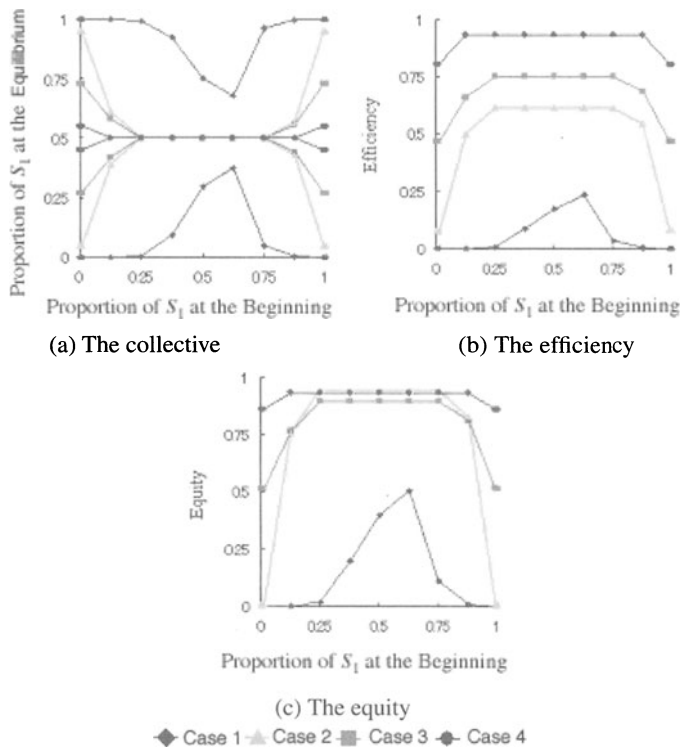 Proportion of S₁ at the Equilibrium
1
0.75
0.5
0.25
0
0 0.25 0.5 0.75 1
Proportion of S₁ at the Beginning
(a) The collective
Efficiency
1
0.75
0.5
0.25
0
0 0.25 0.5 0.75 1
Proportion of S₁ at the Beginning
(b) The efficiency
Equity
1
0.75
0.5
0.25
0
0 0.25 0.5 0.75 1
Proportion of S₁ at the Beginning
(c) The equity
Case 1 Case 2 Case 3 Case 4